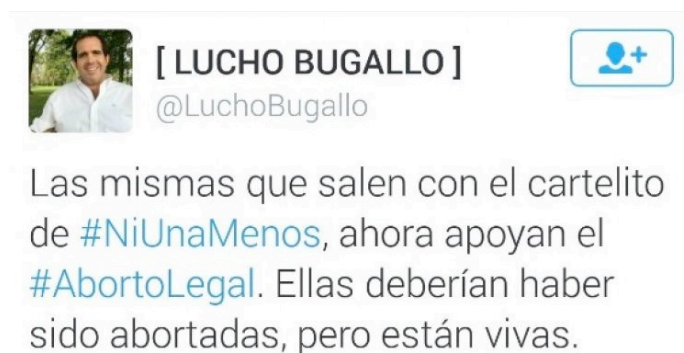 [ LUCHO BUGALLO ]
@LuchoBugallo
Las mismas que salen con el cartelito
de #NiUnaMenos, ahora apoyan el
#AbortoLegal. Ellas deberían haber
sido abortadas, pero están vivas.